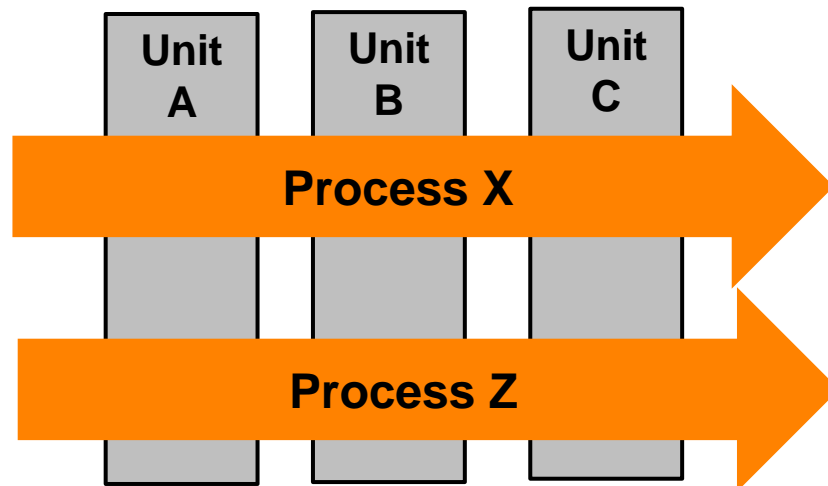 Unit
A
Unit
B
Unit
C
Process X
Process Z